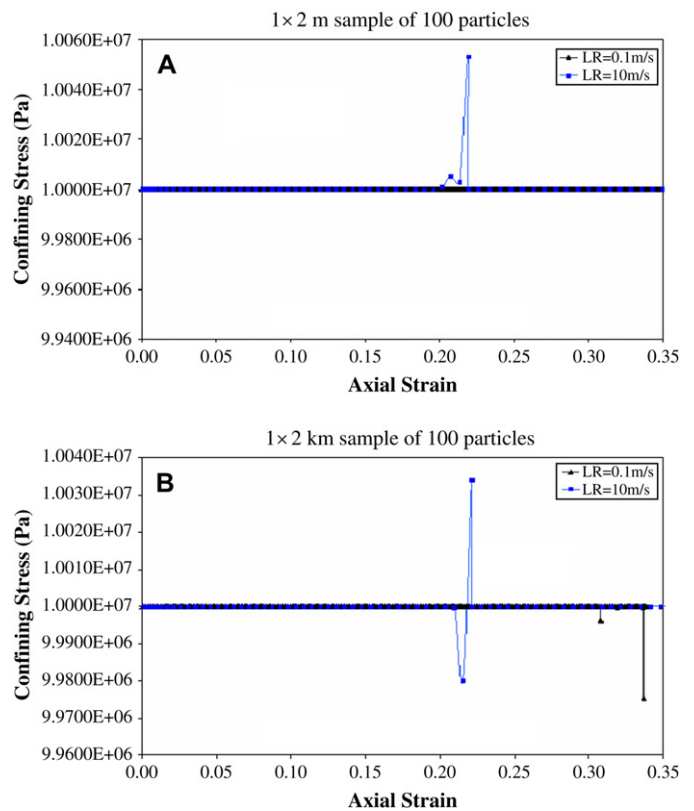 1× 2 m sample of 100 particles
1.0060E+07
1.0040E+07
1.0020E+07
1.0000E+07
9.9800E+06
9.9600E+06
9.9400E+06
Confining Stress (Pa)
A
LR=0.1m/s
LR=10m/s
0.00 0.05 0.10 0.15 0.20 0.25 0.30 0.35
Axial Strain
1× 2 km sample of 100 particles
1.0040E+07
1.0030E+07
1.0020E+07
1.0010E+07
1.0000E+07
9.9900E+06
9.9800E+06
9.9700E+06
9.9600E+06
Confining Stress (Pa)
B
LR=0.1m/s
LR=10m/s
0.00 0.05 0.10 0.15 0.20 0.25 0.30 0.35
Axial Strain